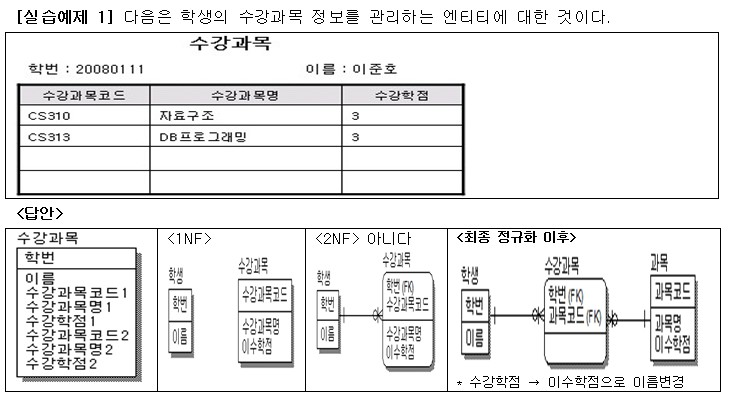 [실습예제 1] 다음은 학생의 수강과목 정보를 관리하는 엔티티에 대한 것이다.
수강과목
학번 : 20080111 이름 : 이준호
수강과목코드 수강과목명 수강학점
CS310 자료구조 3
CS313 DB프로그래밍 3
<답안>
수강과목
학번
이름
수강과목코드1
수강과목명1
수강학점1
수강과목코드2
수강과목명2
수강학점2
<1NF>
학생
학번
이름
수강과목
수강과목코드
수강과목명
이수학점
<2NF> 아니다
학생
학번
이름
수강과목
학번(FK)
수강과목코드
수강과목명
이수학점
<최종 정규화 이후>
학생
학번
이름
수강과목
학번(FK)
과목코드(FK)
과목
과목코드
과목명
이수학점
* 수강학점 → 이수학점으로 이름변경